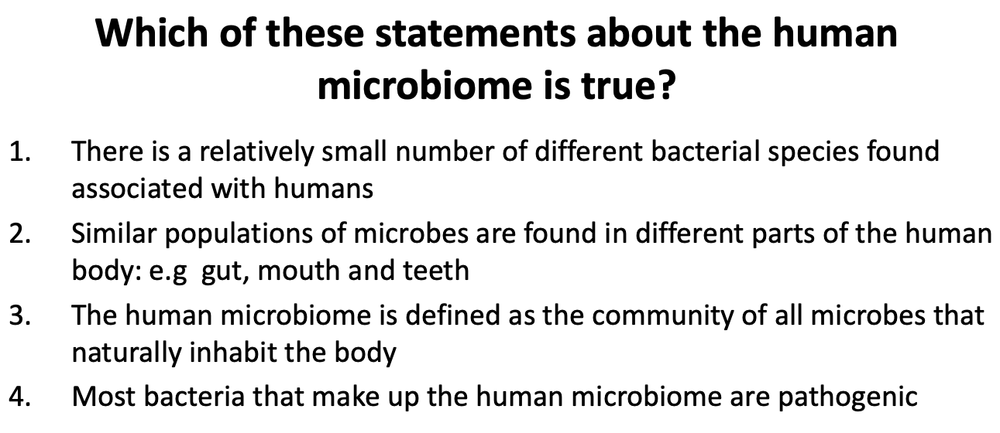 Which of these statements about the human
microbiome is true?
1. There is a relatively small number of different bacterial species found
associated with humans
2. Similar populations of microbes are found in different parts of the human
body: e.g  gut, mouth and teeth
3. The human microbiome is defined as the community of all microbes that
naturally inhabit the body
4. Most bacteria that make up the human microbiome are pathogenic